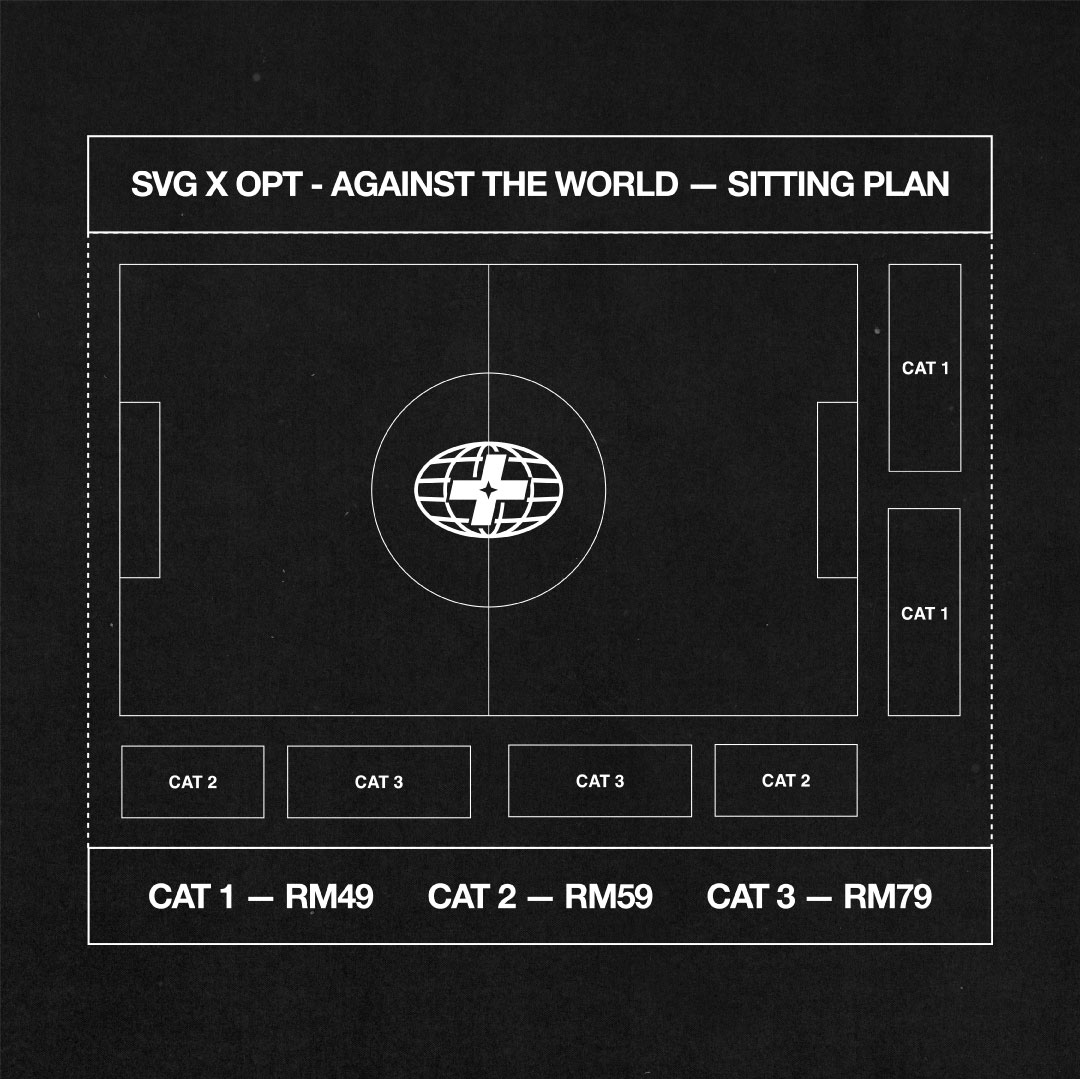 SVG X OPT - AGAINST THE WORLD — SITTING PLAN
CAT 1
CAT 1
CAT 2
CAT 3
CAT 3
CAT 2
CAT 1 — RM49
CAT 2 — RM59
CAT 3 — RM79